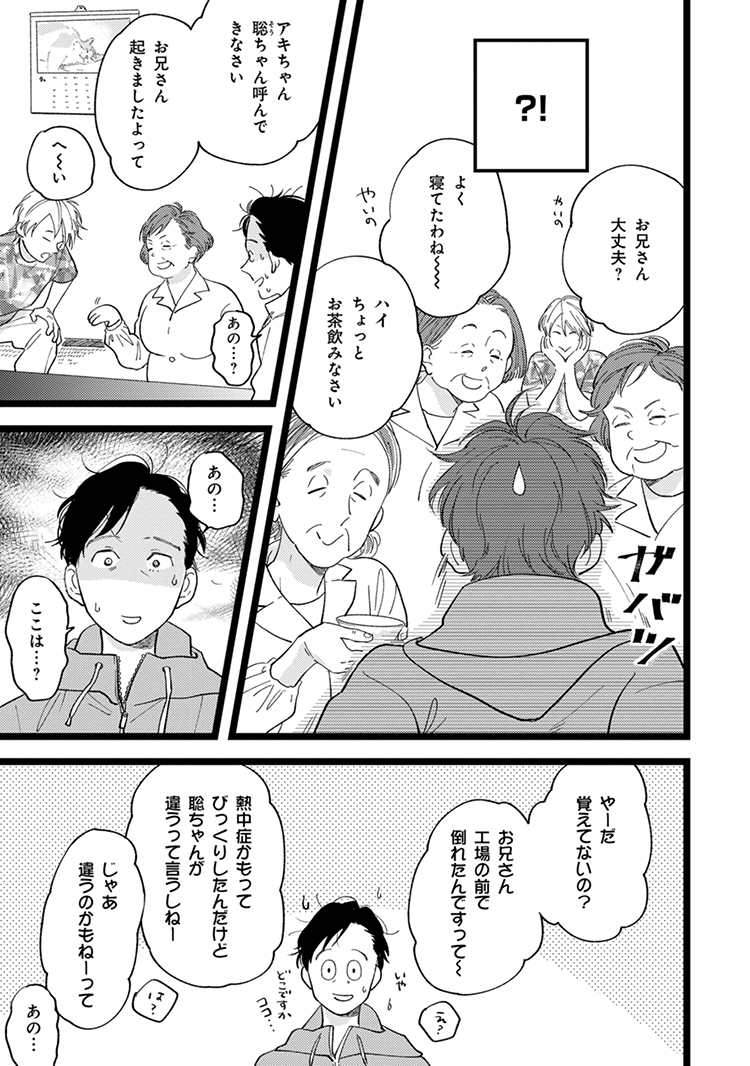 ?!
お兄さん
大丈夫?
わいの
よく
寝てたわね〜〜
やいの
ハイ
ちょっと
お茶飲みなさい
ガバッ
アキちゃん
聡ちゃん呼んで
きなさい
そう
お兄さん
起きましたよって
へ〜い
あの…?
あの…
ここは…?
やーだ
覚えてないの?
お兄さん
工場の前で
倒れたんですって〜
え?
いや
どこですか
ココ…
熱中症かもって
びっくりしたんだけど
聡ちゃんが
違うって言うしねー
は?
じゃあ
違うのかもねーって
あの…